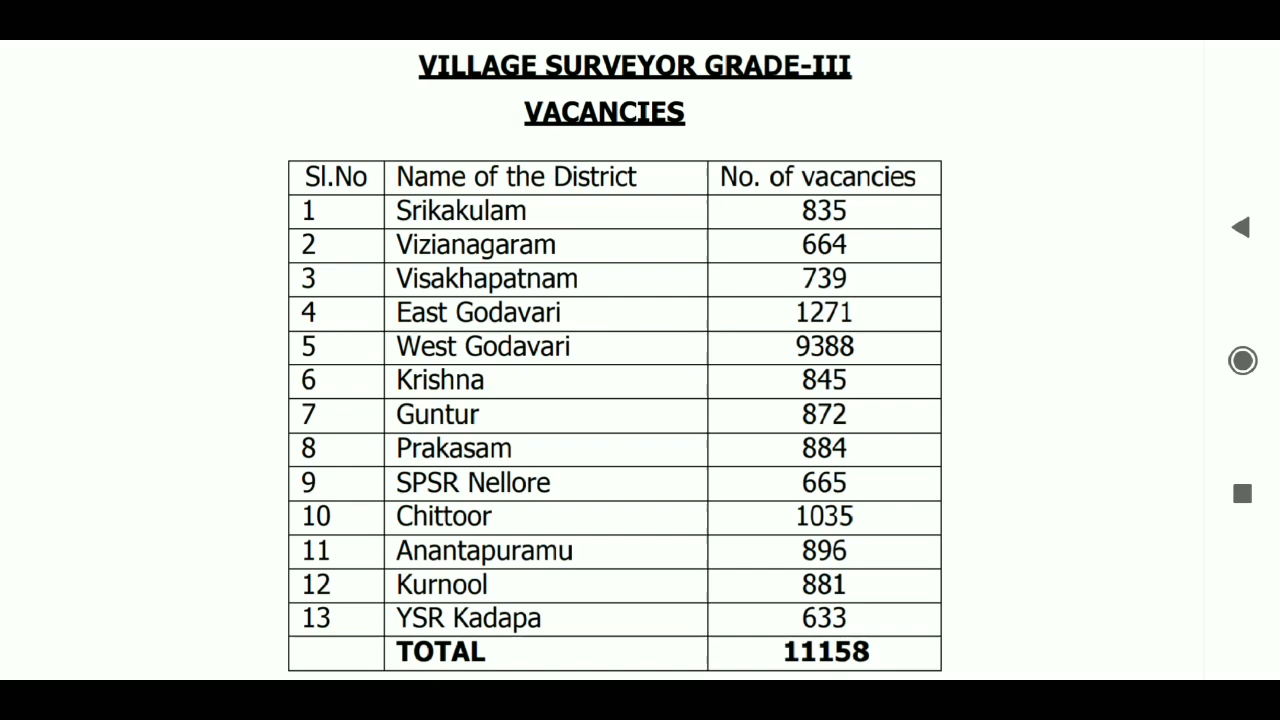 VILLAGE SURVEYOR GRADE-III
VACANCIES
Sl.No Name of the District No. of vacancies
1 Srikakulam 835
2 Vizianagaram 664
3 Visakhapatnam 739
4 East Godavari 1271
5 West Godavari 9388
6 Krishna 845
7 Guntur 872
8 Prakasam 884
9 SPSR Nellore 665
10 Chittoor 1035
11 Anantapuramu 896
12 Kurnool 881
13 YSR Kadapa 633
TOTAL 11158